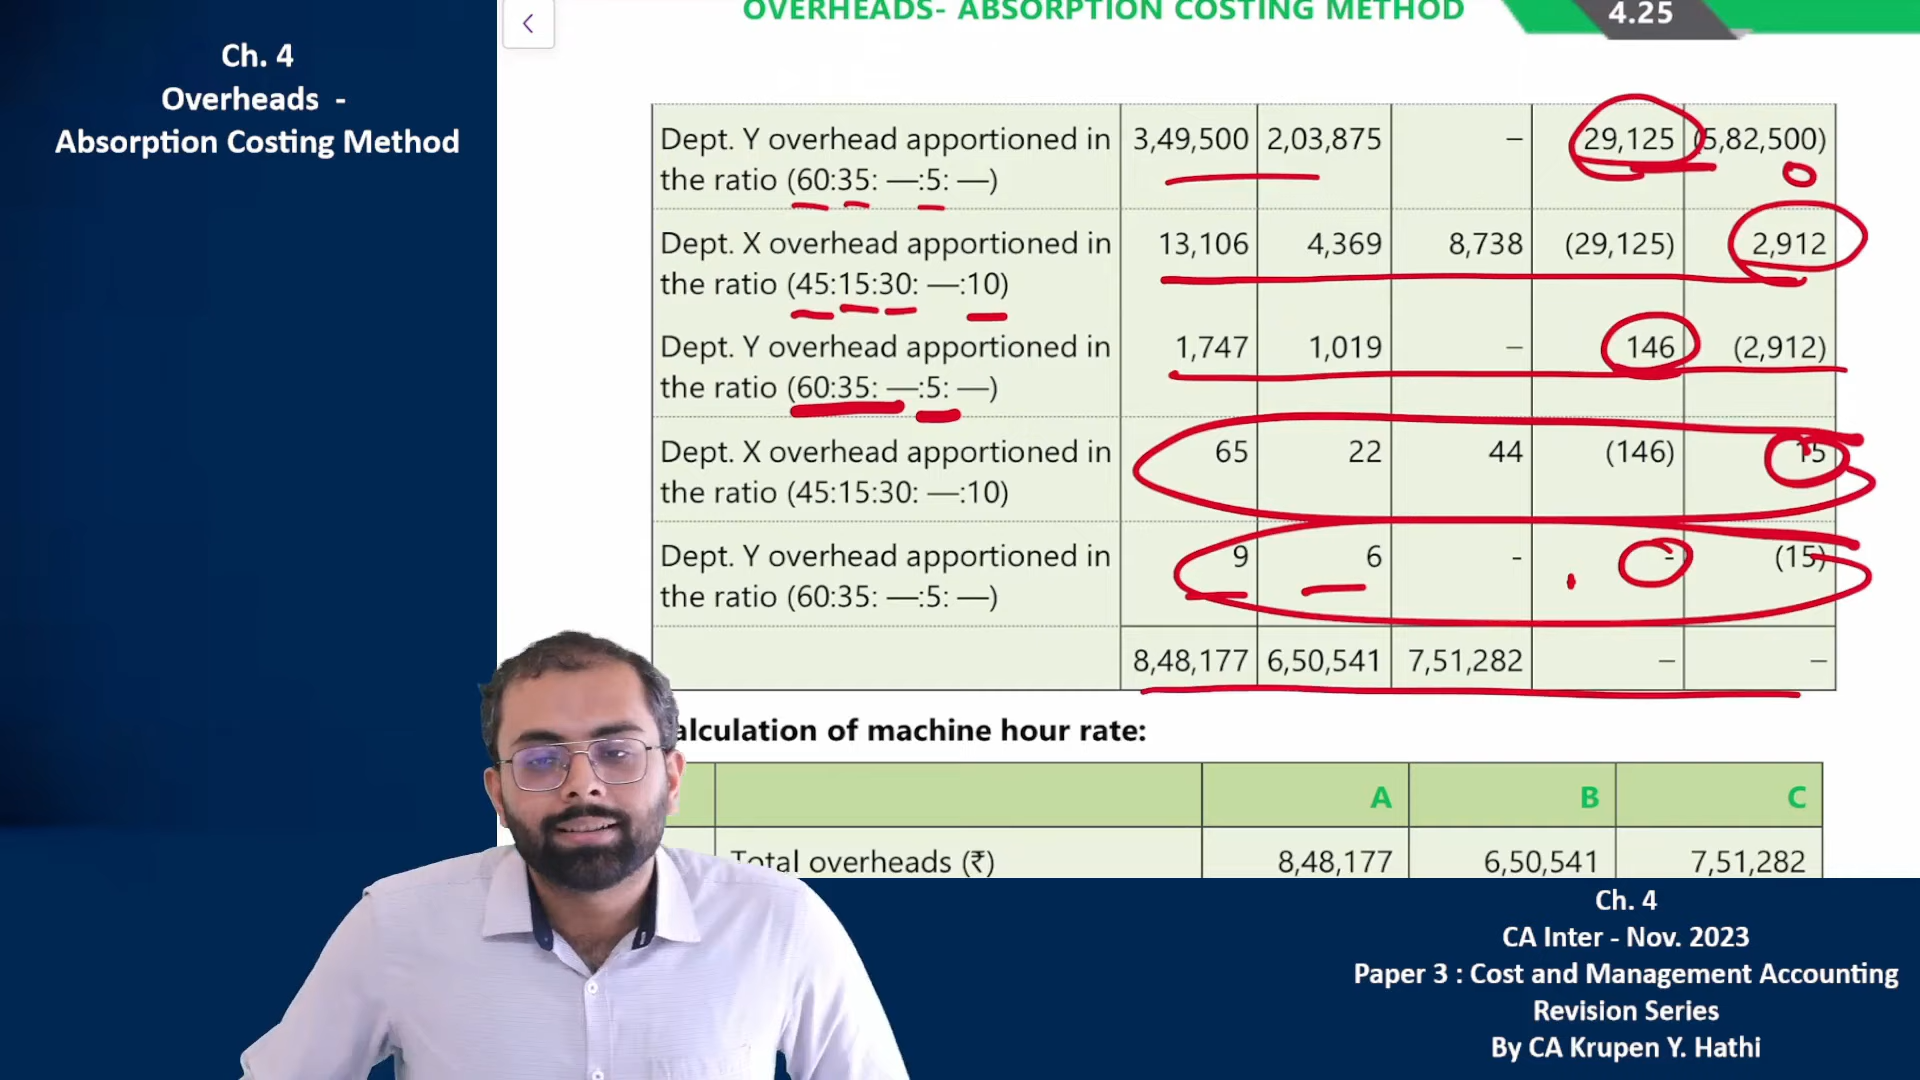 Ch. 4
Overheads -
Absorption Costing Method
OVERHEADS- ABSORPTION COSTING METHOD 4.25
Dept. Y overhead apportioned in the ratio (60:35: —:5: —) 3,49,500 2,03,875 – 29,125 (5,82,500)
Dept. X overhead apportioned in the ratio (45:15:30: —:10) 13,106 4,369 8,738 (29,125) 2,912
Dept. Y overhead apportioned in the ratio (60:35: —:5: —) 1,747 1,019 – 146 (2,912)
Dept. X overhead apportioned in the ratio (45:15:30: —:10) 65 22 44 (146) 15
Dept. Y overhead apportioned in the ratio (60:35: —:5: —) 9 6 - - (15)
8,48,177 6,50,541 7,51,282 – –
alculation of machine hour rate:
A B C
Total overheads (₹) 8,48,177 6,50,541 7,51,282
Ch. 4
CA Inter - Nov. 2023
Paper 3 : Cost and Management Accounting
Revision Series
By CA Krupen Y. Hathi